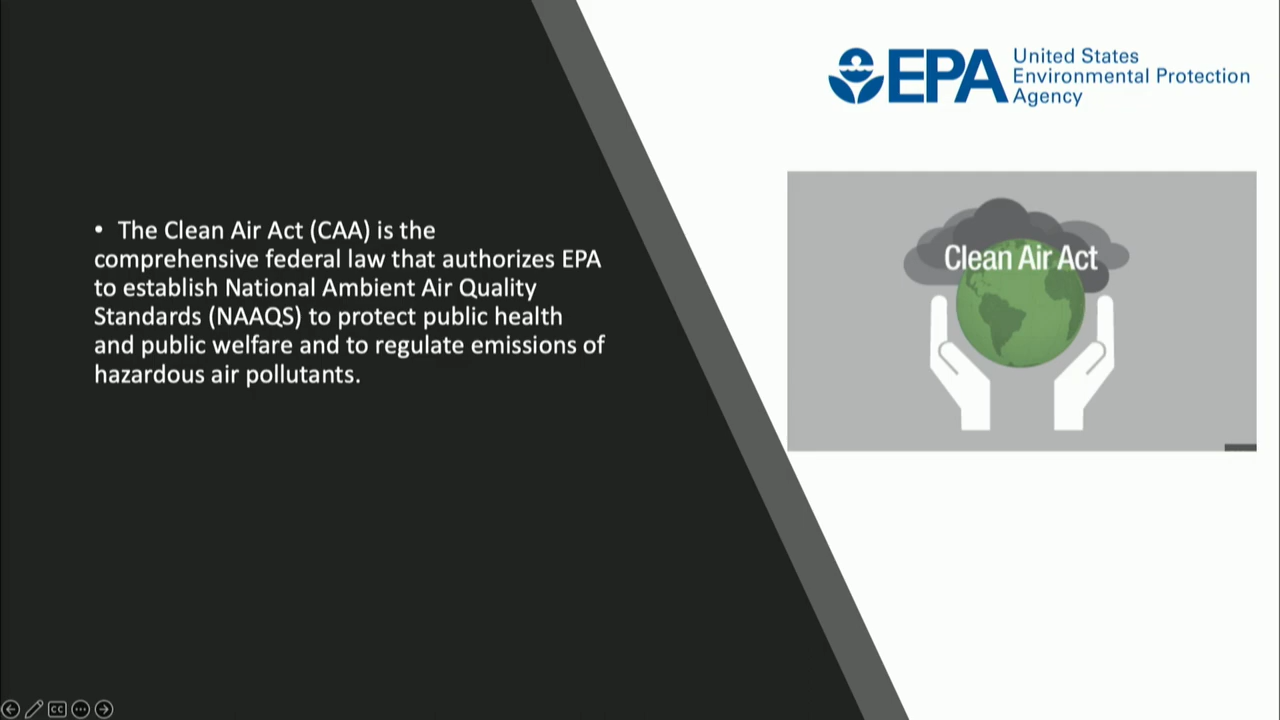 • The Clean Air Act (CAA) is the
comprehensive federal law that authorizes EPA
to establish National Ambient Air Quality
Standards (NAAQS) to protect public health
and public welfare and to regulate emissions of
hazardous air pollutants.
EPA
United States
Environmental Protection
Agency
Clean Air Act
CC